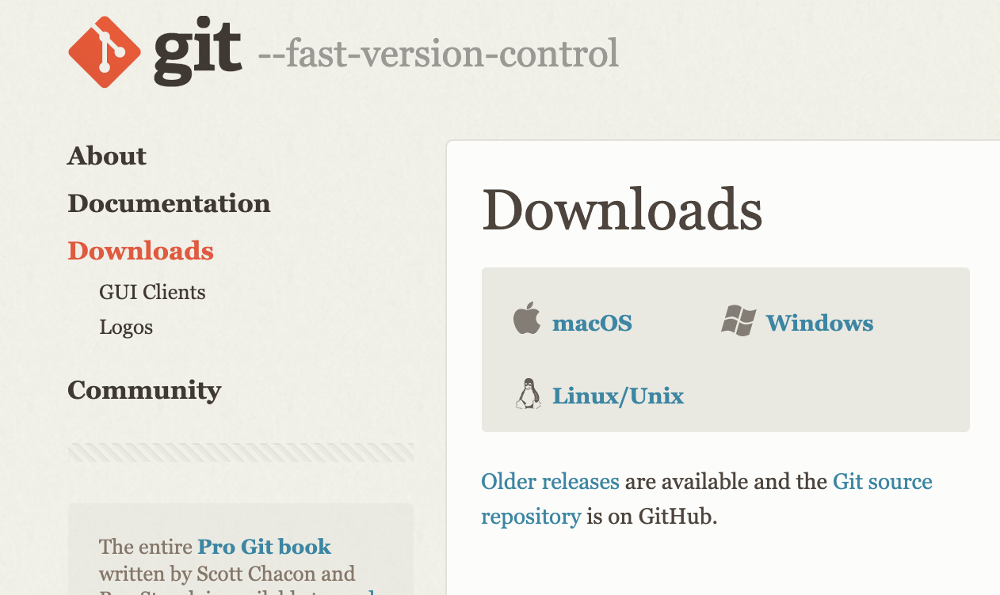 git --fast-version-control
About
Documentation
Downloads
GUI Clients
Logos
Community
The entire Pro Git book
written by Scott Chacon and
Downloads
macOS
Windows
Linux/Unix
Older releases are available and the Git source
repository is on GitHub.